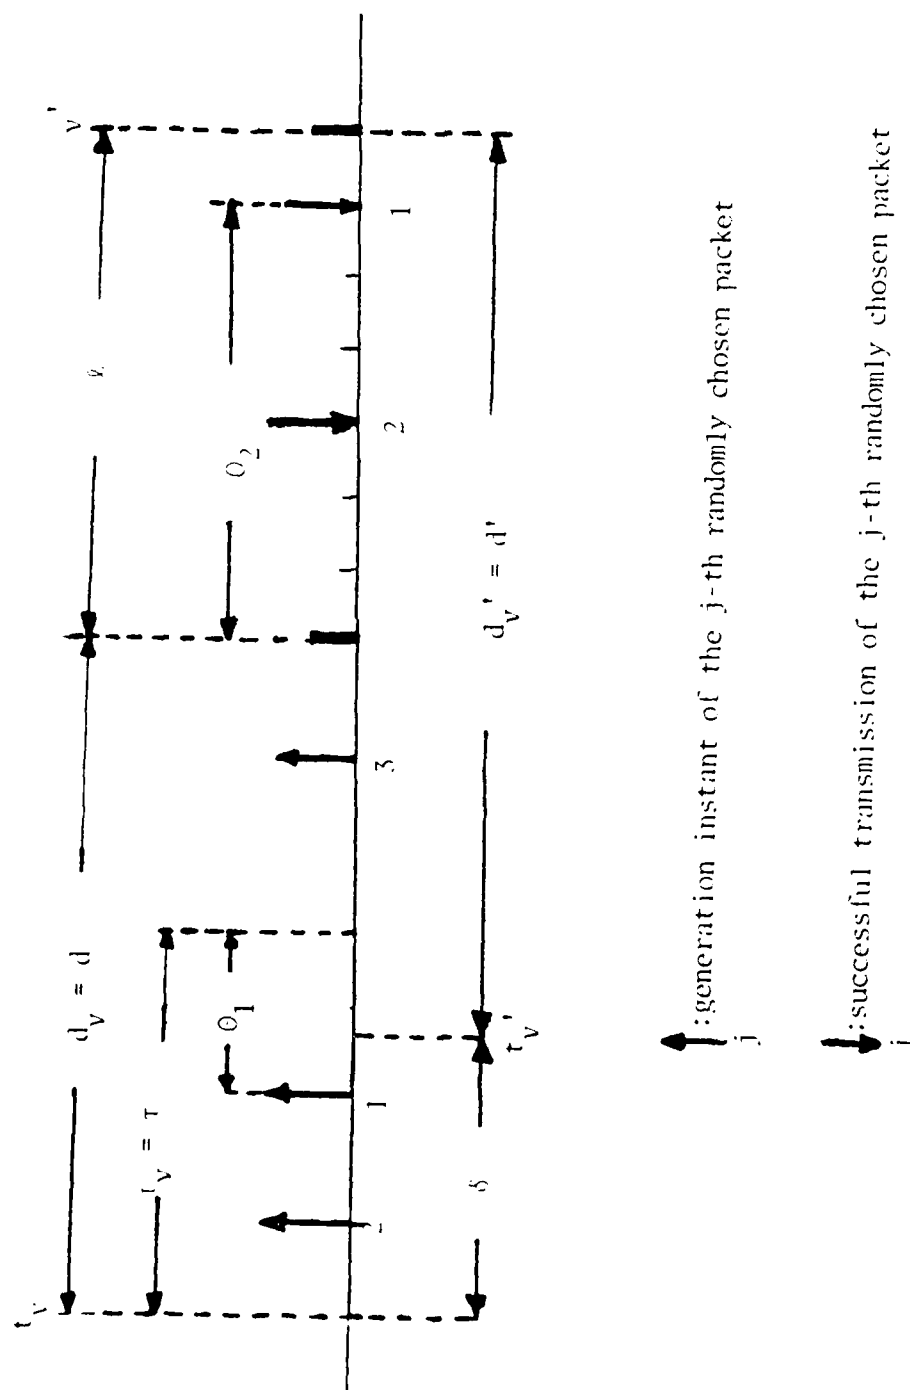 t_v
v'
d_v = d
ℓ
τ
Θ_1
Θ_2
1
3
2
1
t_v'
δ
d_v' = d'
j :generation instant of the j-th randomly chosen packet
:successful transmission of the j-th randomly chosen packet